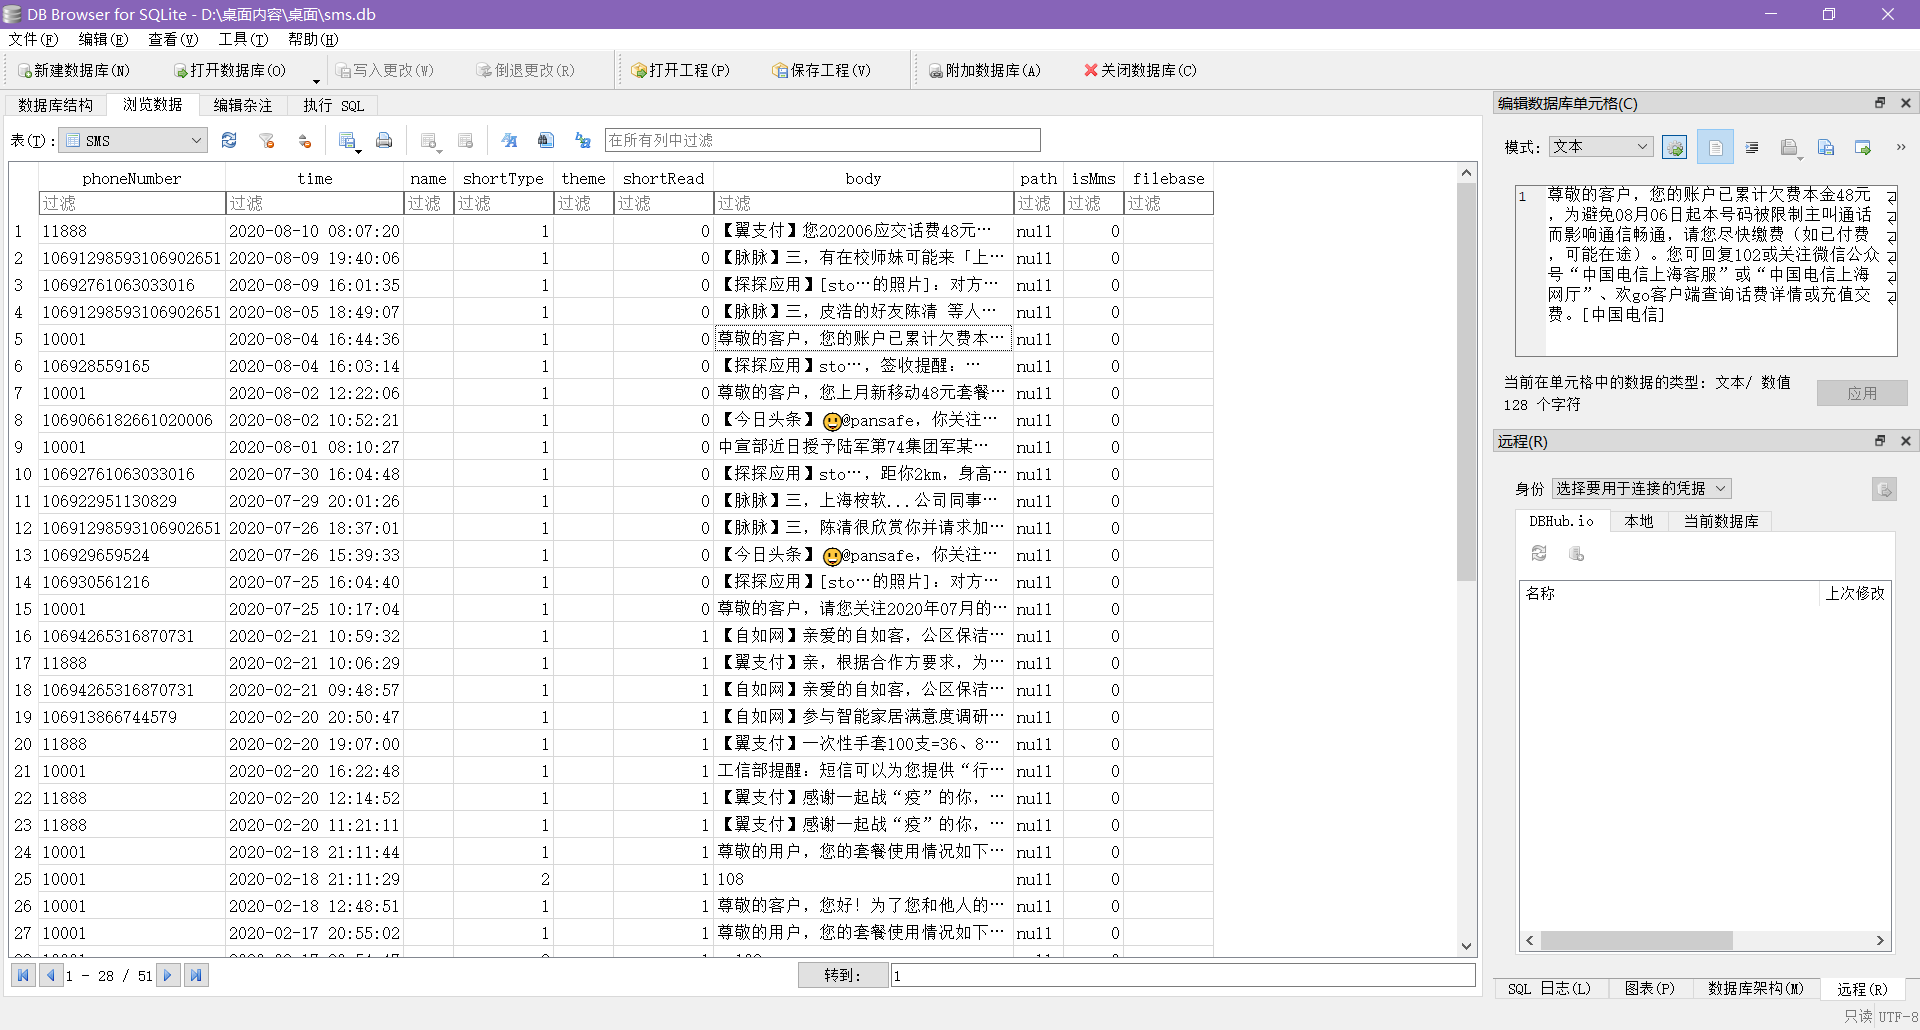 DB Browser for SQLite - D:\桌面内容\桌面\sms.db
文件(F) 编辑(E) 查看(V) 工具(T) 帮助(H)
新建数据库(N) 打开数据库(O) 写入更改(W) 倒退更改(R) 打开工程(P) 保存工程(V) 附加数据库(A) 关闭数据库(C)
数据库结构 浏览数据 编辑杂注 执行 SQL
表(T): SMS 在所有列中过滤
phoneNumber time name shortType theme shortRead body path isMms filebase
过滤 过滤 过滤 过滤 过滤 过滤 过滤 过滤 过滤 过滤
1 11888 2020-08-10 08:07:20 1 0 【翼支付】您202006应交话费48元… null 0
2 10691298593106902651 2020-08-09 19:40:06 1 0 【脉脉】三，有在校师妹可能来「上… null 0
3 10692761063033016 2020-08-09 16:01:35 1 0 【探探应用】[sto…的照片]：对方… null 0
4 10691298593106902651 2020-08-05 18:49:07 1 0 【脉脉】三，皮浩的好友陈清 等人… null 0
5 10001 2020-08-04 16:44:36 1 0 尊敬的客户，您的账户已累计欠费本… null 0
6 106928559165 2020-08-04 16:03:14 1 0 【探探应用】sto…，签收提醒：… null 0
7 10001 2020-08-02 12:22:06 1 0 尊敬的客户，您上月新移动48元套餐… null 0
8 1069066182661020006 2020-08-02 10:52:21 1 0 【今日头条】😃@pansafe，你关注… null 0
9 10001 2020-08-01 08:10:27 1 0 中宣部近日授予陆军第74集团军某… null 0
10 10692761063033016 2020-07-30 16:04:48 1 0 【探探应用】sto…，距你2km，身高… null 0
11 106922951130829 2020-07-29 20:01:26 1 0 【脉脉】三，上海桉软...公司同事… null 0
12 10691298593106902651 2020-07-26 18:37:01 1 0 【脉脉】三，陈清很欣赏你并请求加… null 0
13 106929659524 2020-07-26 15:39:33 1 0 【今日头条】😃@pansafe，你关注… null 0
14 106930561216 2020-07-25 16:04:40 1 0 【探探应用】[sto…的照片]：对方… null 0
15 10001 2020-07-25 10:17:04 1 0 尊敬的客户，请您关注2020年07月的… null 0
16 10694265316870731 2020-02-21 10:59:32 1 1 【自如网】亲爱的自如客，公区保洁… null 0
17 11888 2020-02-21 10:06:29 1 1 【翼支付】亲，根据合作方要求，为… null 0
18 10694265316870731 2020-02-21 09:48:57 1 1 【自如网】亲爱的自如客，公区保洁… null 0
19 106913866744579 2020-02-20 20:50:47 1 1 【自如网】参与智能家居满意度调研… null 0
20 11888 2020-02-20 19:07:00 1 1 【翼支付】一次性手套100支=36、8… null 0
21 10001 2020-02-20 16:22:48 1 1 工信部提醒：短信可以为您提供“行… null 0
22 11888 2020-02-20 12:14:52 1 1 【翼支付】感谢一起战“疫”的你，… null 0
23 11888 2020-02-20 11:21:11 1 1 【翼支付】感谢一起战“疫”的你，… null 0
24 10001 2020-02-18 21:11:44 1 1 尊敬的用户，您的套餐使用情况如下… null 0
25 10001 2020-02-18 21:11:29 2 1 108 null 0
26 10001 2020-02-18 12:48:51 1 1 尊敬的客户，您好！为了您和他人的… null 0
27 10001 2020-02-17 20:55:02 1 1 尊敬的用户，您的套餐使用情况如下… null 0
1 - 28 / 51 转到: 1
编辑数据库单元格(C)
模式: 文本 »
1 尊敬的客户，您的账户已累计欠费本金48元
，为避免08月06日起本号码被限制主叫通话
而影响通信畅通，请您尽快缴费（如已付费
，可能在途）。您可回复102或关注微信公众
号“中国电信上海客服”或“中国电信上海
网厅”、欢go客户端查询话费详情或充值交
费。[中国电信]
当前在单元格中的数据的类型: 文本/ 数值
128 个字符
应用
远程(R)
身份 选择要用于连接的凭据
DBHub.io 本地 当前数据库
名称 上次修改
SQL 日志(L) 图表(P) 数据库架构(M) 远程(R)
只读 UTF-8